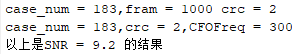 case_num = 183,fram = 1000 crc = 2
case_num = 183,crc = 2,CFOFreq = 300
以上是SNR = 9.2 的结果